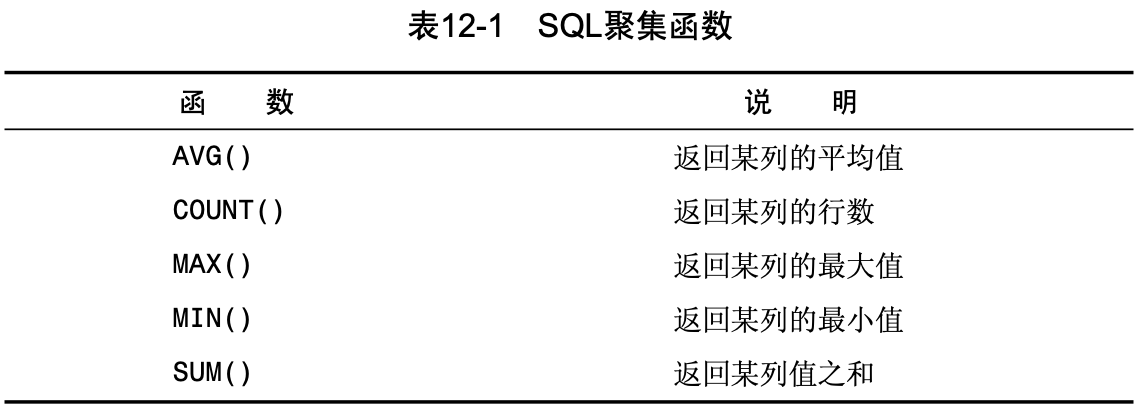 表12-1 SQL聚集函数
函 数 说 明
AVG() 返回某列的平均值
COUNT() 返回某列的行数
MAX() 返回某列的最大值
MIN() 返回某列的最小值
SUM() 返回某列值之和